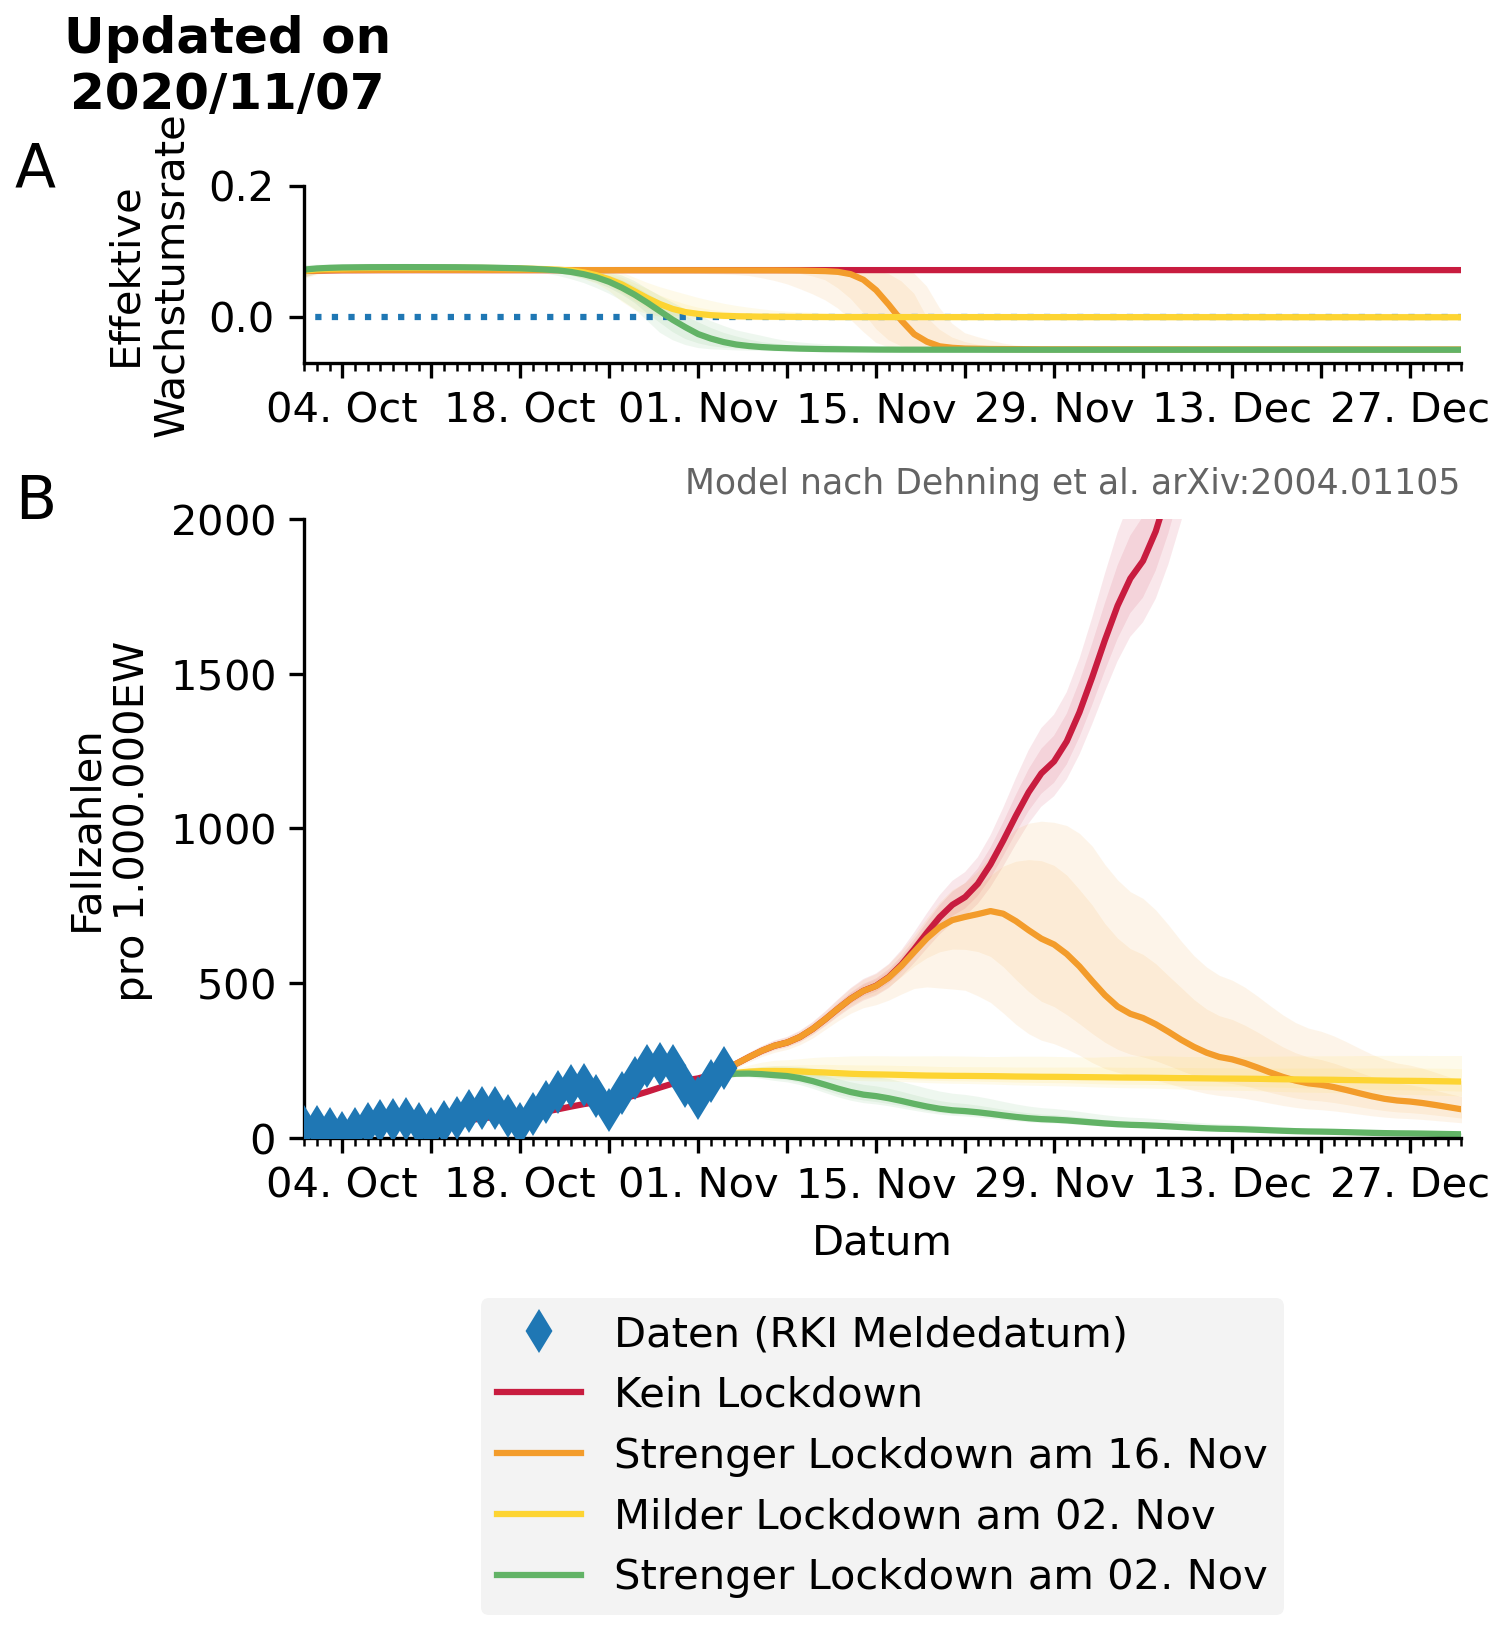 Updated on
2020/11/07
A
Effektive
Wachstumsrate
0.2
0.0
04. Oct 18. Oct 01. Nov 15. Nov 29. Nov 13. Dec 27. Dec
B
Model nach Dehning et al. arXiv:2004.01105
Fallzahlen
pro 1.000.000EW
2000
1500
1000
500
0
04. Oct 18. Oct 01. Nov 15. Nov 29. Nov 13. Dec 27. Dec
Datum
Daten (RKI Meldedatum)
Kein Lockdown
Strenger Lockdown am 16. Nov
Milder Lockdown am 02. Nov
Strenger Lockdown am 02. Nov